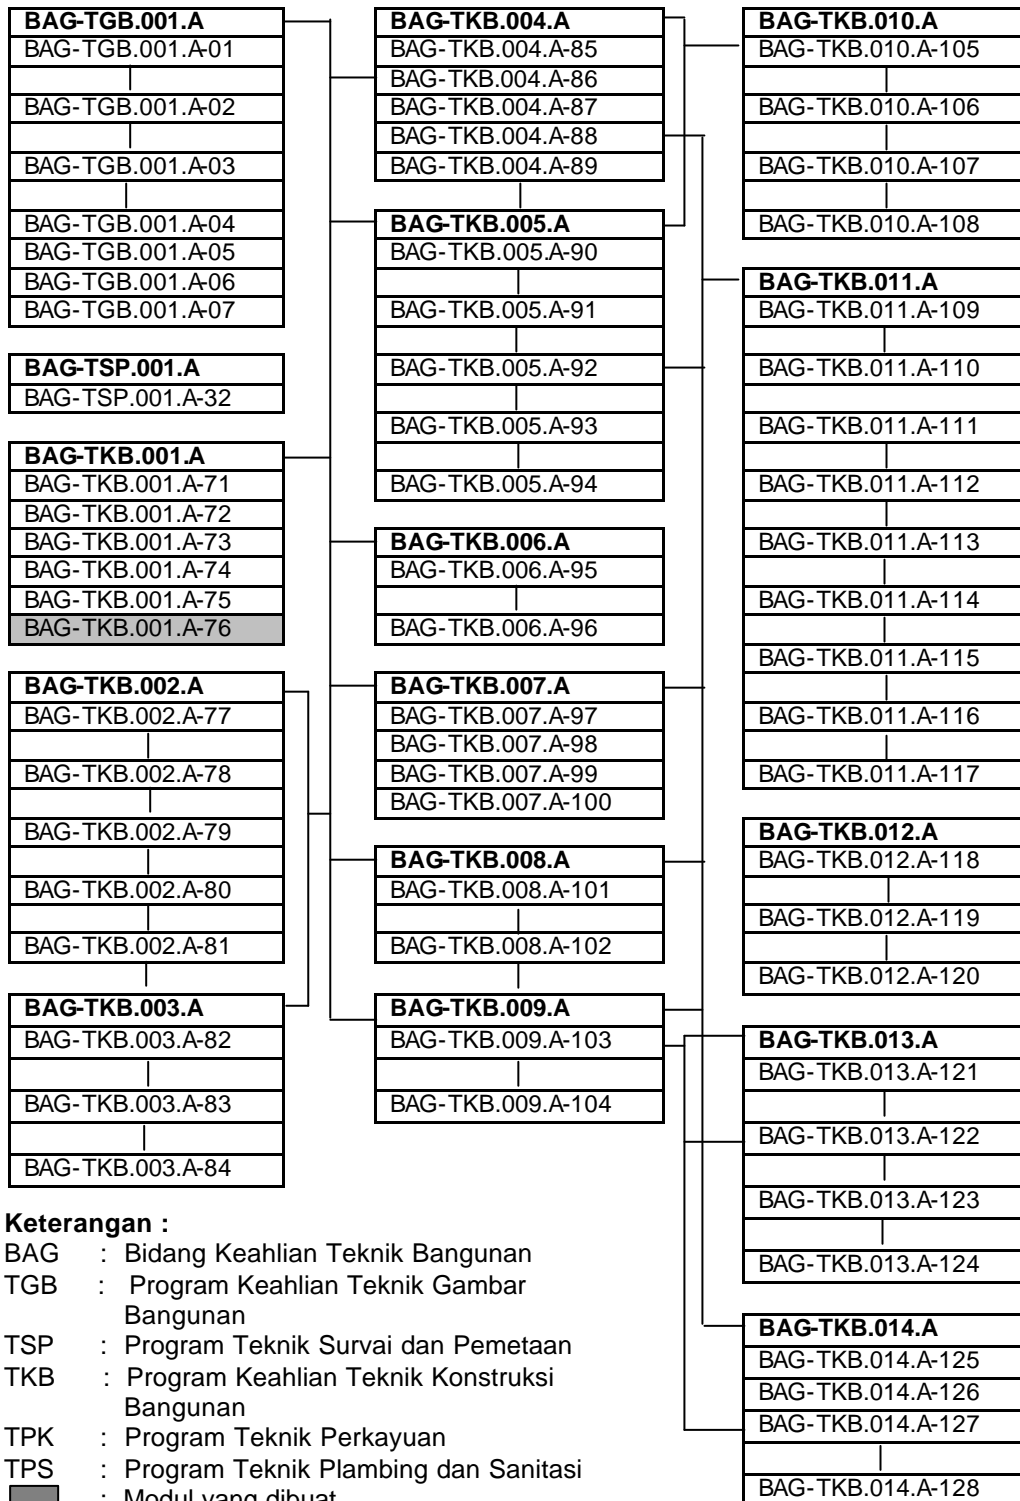 BAG-TGB.001.A
BAG-TGB.001.A-01
BAG-TGB.001.A-02
BAG-TGB.001.A-03
BAG-TGB.001.A-04
BAG-TGB.001.A-05
BAG-TGB.001.A-06
BAG-TGB.001.A-07
BAG-TSP.001.A
BAG-TSP.001.A-32
BAG-TKB.001.A
BAG-TKB.001.A-71
BAG-TKB.001.A-72
BAG-TKB.001.A-73
BAG-TKB.001.A-74
BAG-TKB.001.A-75
BAG-TKB.001.A-76
BAG-TKB.002.A
BAG-TKB.002.A-77
BAG-TKB.002.A-78
BAG-TKB.002.A-79
BAG-TKB.002.A-80
BAG-TKB.002.A-81
BAG-TKB.003.A
BAG-TKB.003.A-82
BAG-TKB.003.A-83
BAG-TKB.003.A-84
BAG-TKB.004.A
BAG-TKB.004.A-85
BAG-TKB.004.A-86
BAG-TKB.004.A-87
BAG-TKB.004.A-88
BAG-TKB.004.A-89
BAG-TKB.005.A
BAG-TKB.005.A-90
BAG-TKB.005.A-91
BAG-TKB.005.A-92
BAG-TKB.005.A-93
BAG-TKB.005.A-94
BAG-TKB.006.A
BAG-TKB.006.A-95
BAG-TKB.006.A-96
BAG-TKB.007.A
BAG-TKB.007.A-97
BAG-TKB.007.A-98
BAG-TKB.007.A-99
BAG-TKB.007.A-100
BAG-TKB.008.A
BAG-TKB.008.A-101
BAG-TKB.008.A-102
BAG-TKB.009.A
BAG-TKB.009.A-103
BAG-TKB.009.A-104
BAG-TKB.010.A
BAG-TKB.010.A-105
BAG-TKB.010.A-106
BAG-TKB.010.A-107
BAG-TKB.010.A-108
BAG-TKB.011.A
BAG-TKB.011.A-109
BAG-TKB.011.A-110
BAG-TKB.011.A-111
BAG-TKB.011.A-112
BAG-TKB.011.A-113
BAG-TKB.011.A-114
BAG-TKB.011.A-115
BAG-TKB.011.A-116
BAG-TKB.011.A-117
BAG-TKB.012.A
BAG-TKB.012.A-118
BAG-TKB.012.A-119
BAG-TKB.012.A-120
BAG-TKB.013.A
BAG-TKB.013.A-121
BAG-TKB.013.A-122
BAG-TKB.013.A-123
BAG-TKB.013.A-124
BAG-TKB.014.A
BAG-TKB.014.A-125
BAG-TKB.014.A-126
BAG-TKB.014.A-127
BAG-TKB.014.A-128
Keterangan :
BAG : Bidang Keahlian Teknik Bangunan
TGB : Program Keahlian Teknik Gambar
Bangunan
TSP : Program Teknik Survai dan Pemetaan
TKB : Program Keahlian Teknik Konstruksi
Bangunan
TPK : Program Teknik Perkayuan
TPS : Program Teknik Plambing dan Sanitasi
: Modul yang dibuat